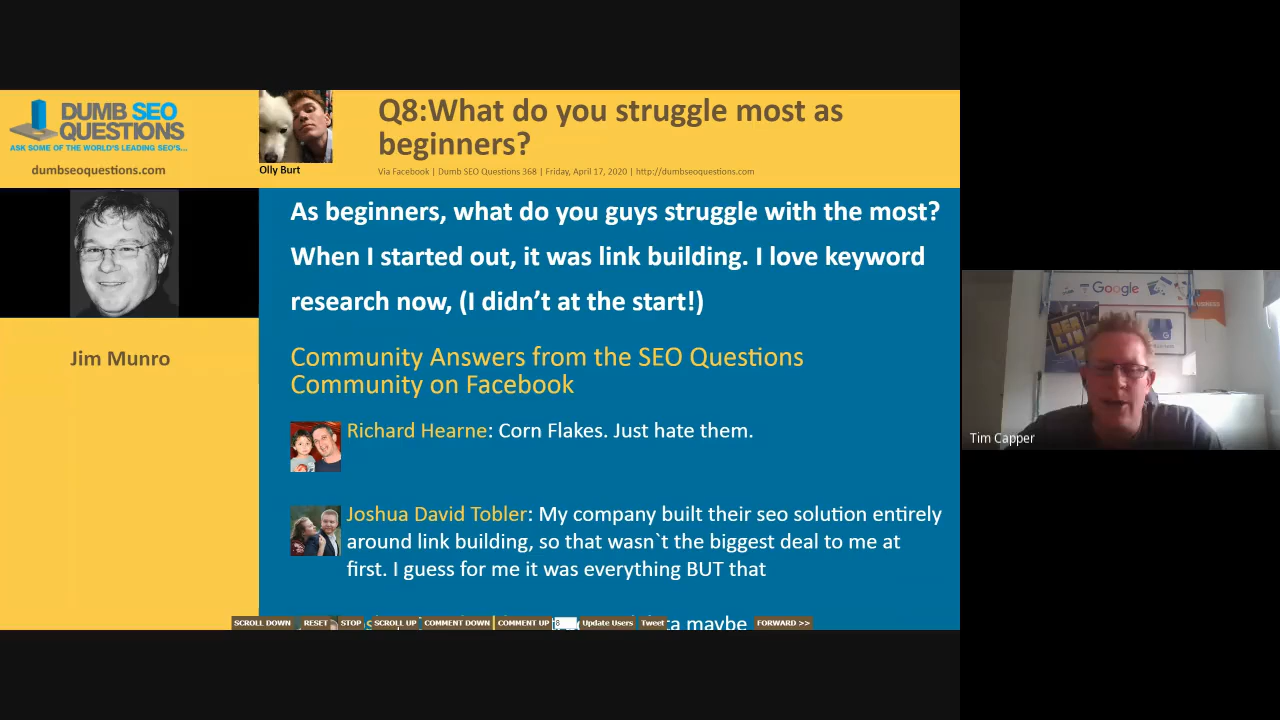 DUMB SEO
QUESTIONS
ASK SOME OF THE WORLD'S LEADING SEO'S...
dumbseoquestions.com
Olly Burt
Q8:What do you struggle most as
beginners?
Via Facebook | Dumb SEO Questions 368 | Friday, April 17, 2020 | http://dumbseoquestions.com
Jim Munro
As beginners, what do you guys struggle with the most?
When I started out, it was link building. I love keyword
research now, (I didn't at the start!)
Community Answers from the SEO Questions
Community on Facebook
Richard Hearne: Corn Flakes. Just hate them.
Joshua David Tobler: My company built their seo solution entirely
around link building, so that wasn`t the biggest deal to me at
first. I guess for me it was everything BUT that
maybe
SCROLL DOWN RESET STOP SCROLL UP COMMENT DOWN COMMENT UP Update Users Tweet FORWARD >>
Google
Tim Capper